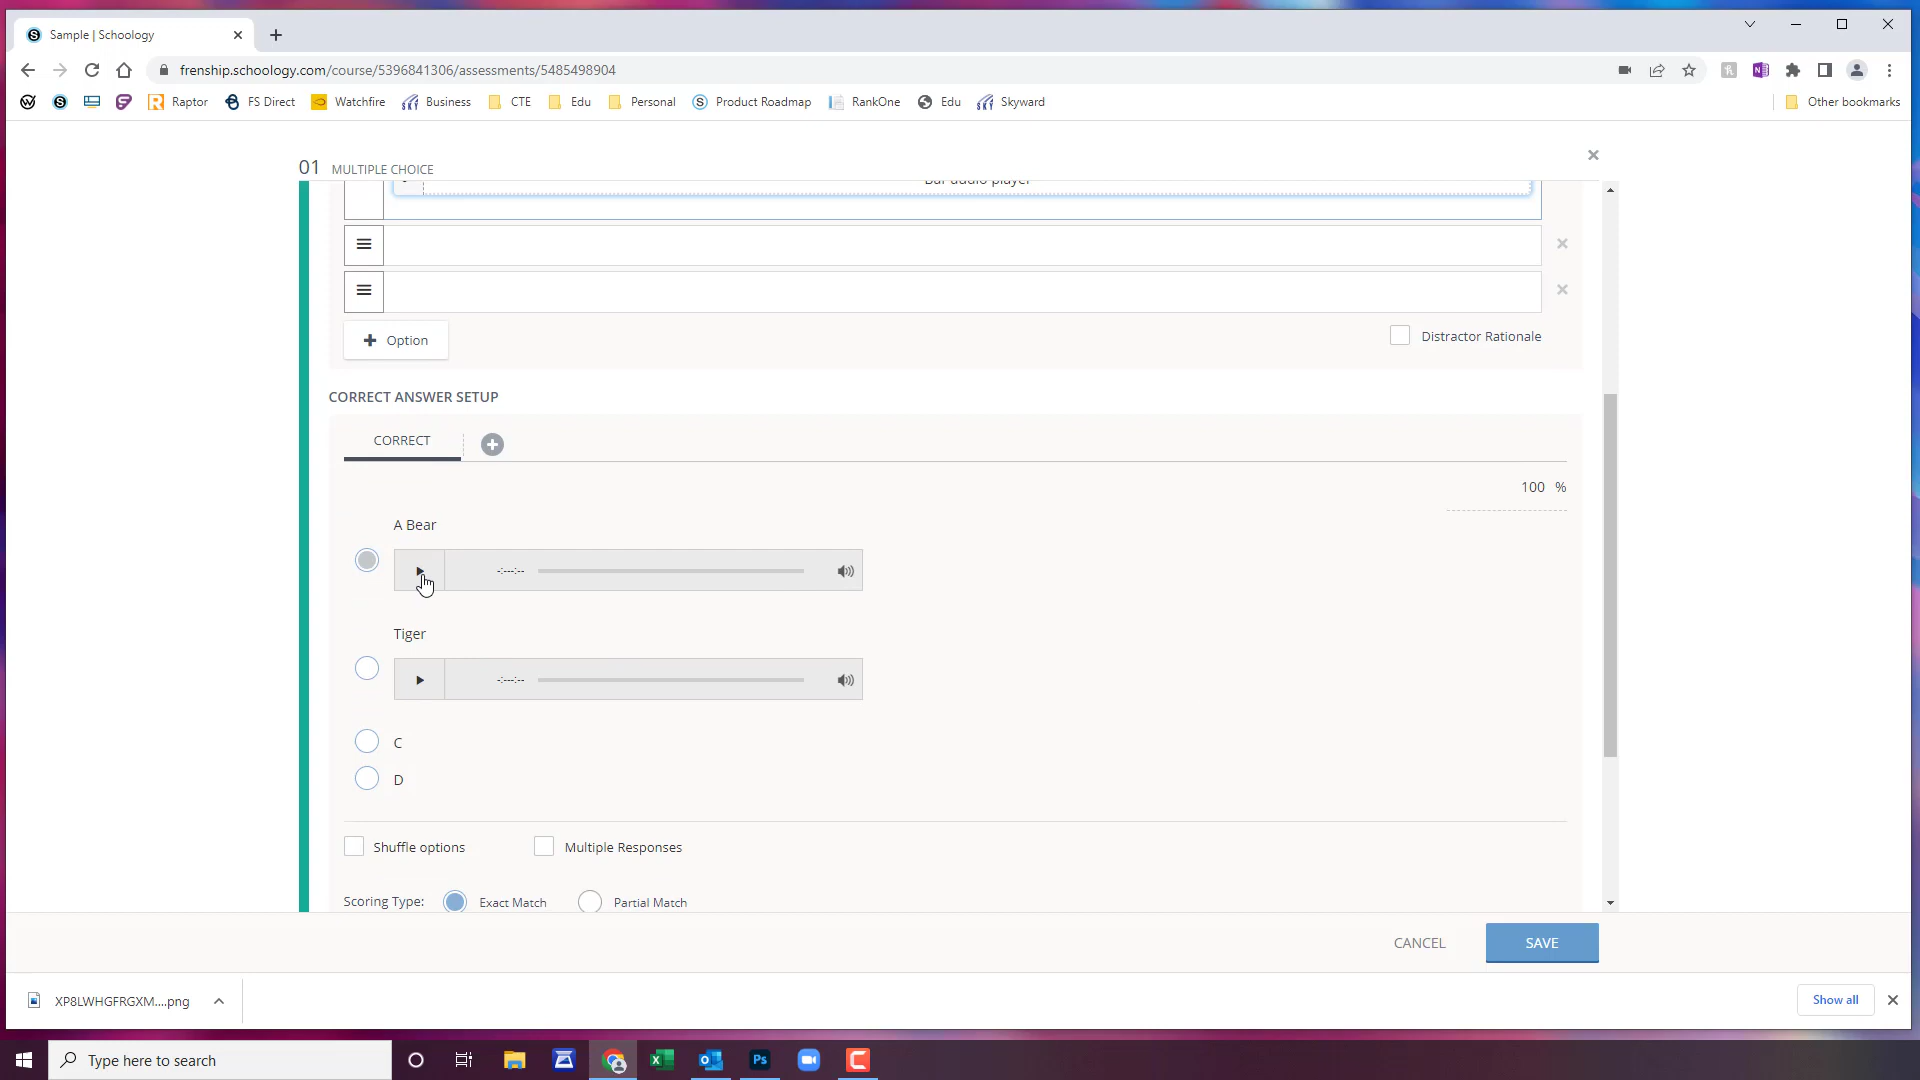 Sample | Schoology
frenship.schoology.com/course/5396841306/assessments/5485498904
Raptor FS Direct Watchfire Business CTE Edu Personal Product Roadmap RankOne Edu Skyward Other bookmarks
01 MULTIPLE CHOICE
Bar audio player
+ Option
Distractor Rationale
CORRECT ANSWER SETUP
CORRECT
100 %
A Bear
-:--
-:--
Tiger
-:--
-:--
C
D
Shuffle options Multiple Responses
Scoring Type: Exact Match Partial Match
CANCEL SAVE
XP8LWHGFRGXM....png
Show all
Type here to search